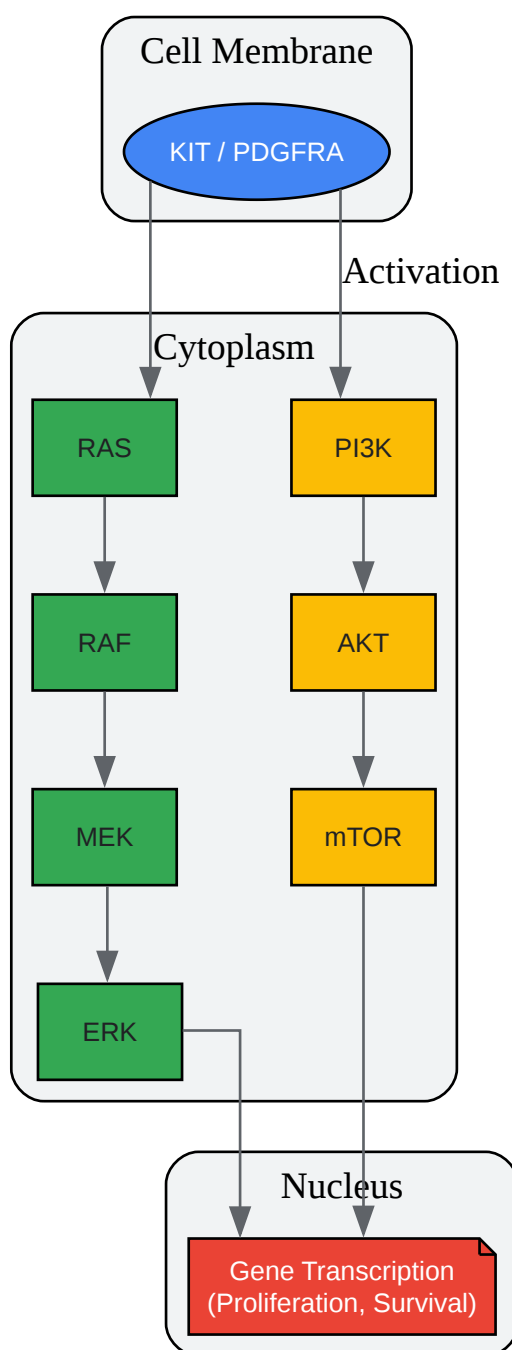 Cell Membrane
KIT / PDGFRA
Activation
Cytoplasm
RAS
PI3K
RAF
AKT
MEK
mTOR
ERK
Nucleus
Gene Transcription
(Proliferation, Survival)